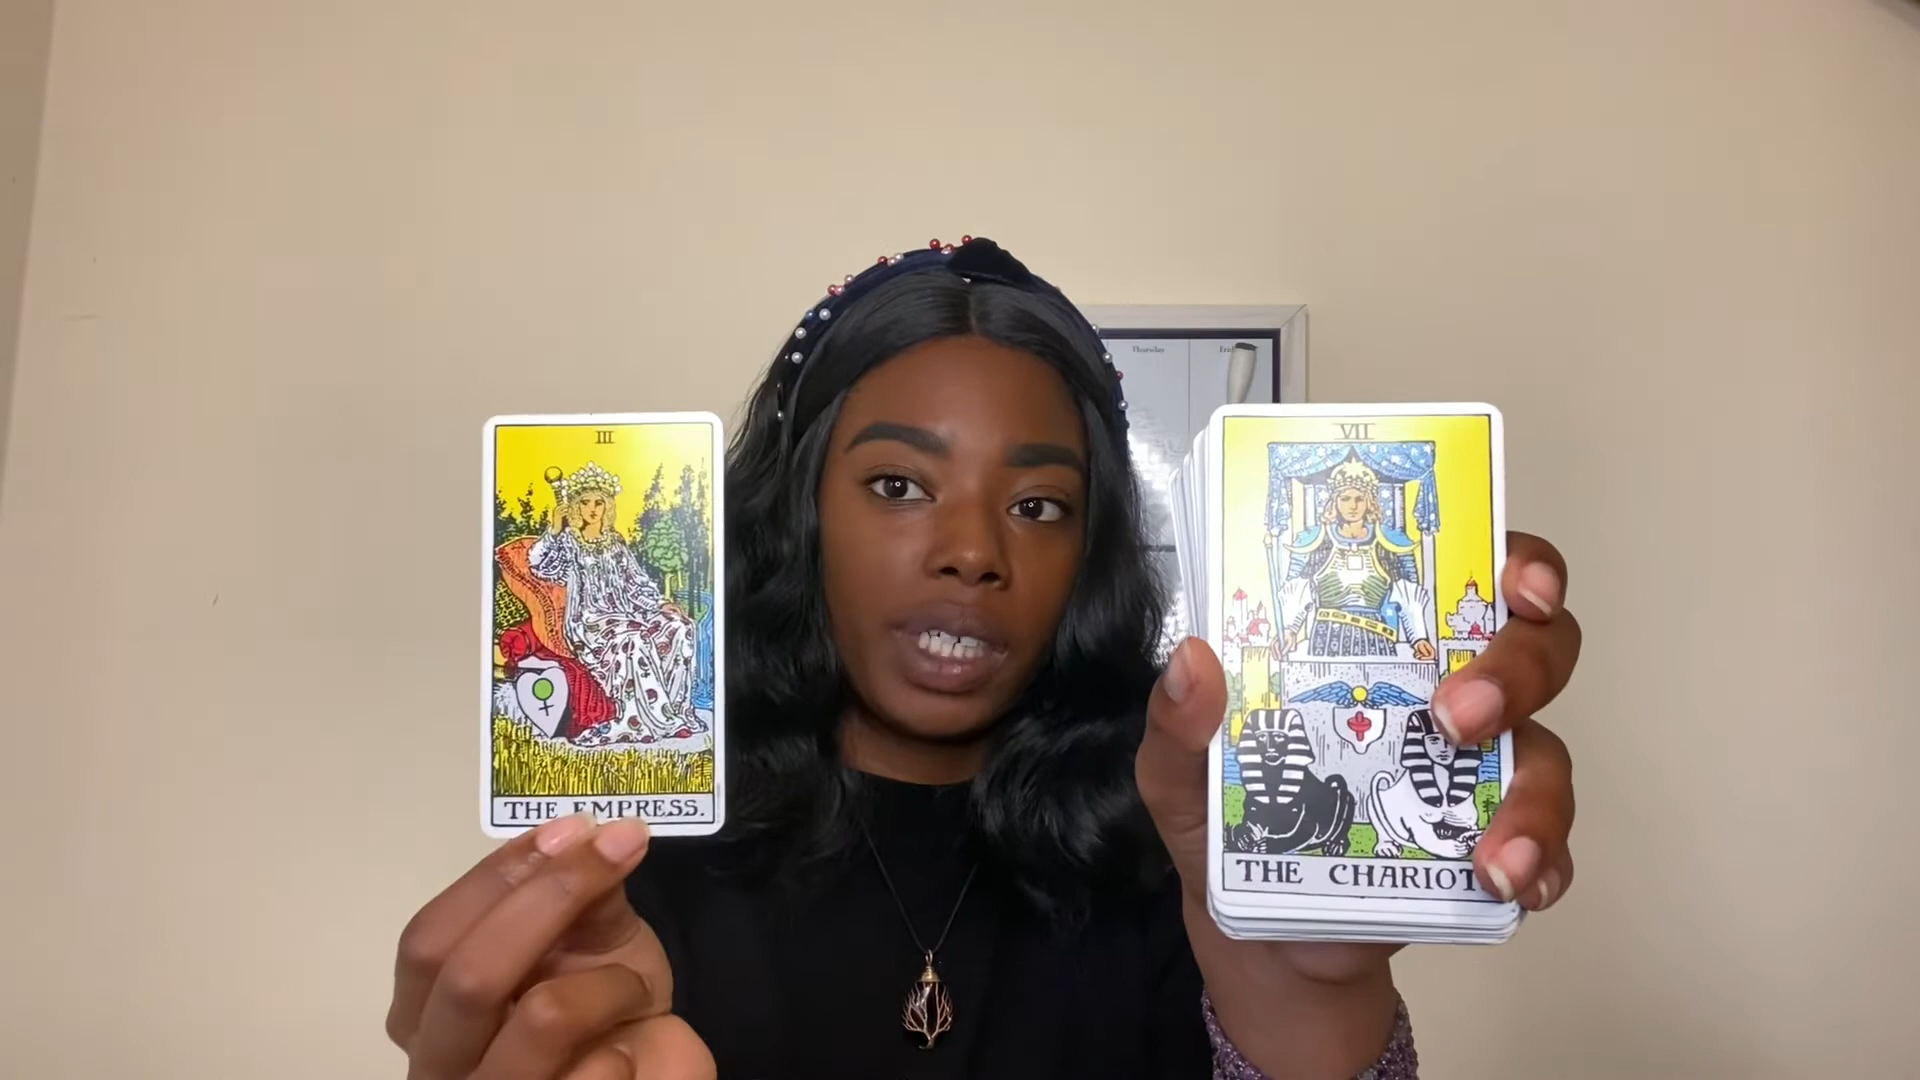 III
THE EMPRESS.
Thursday
VII
THE CHARIOT.